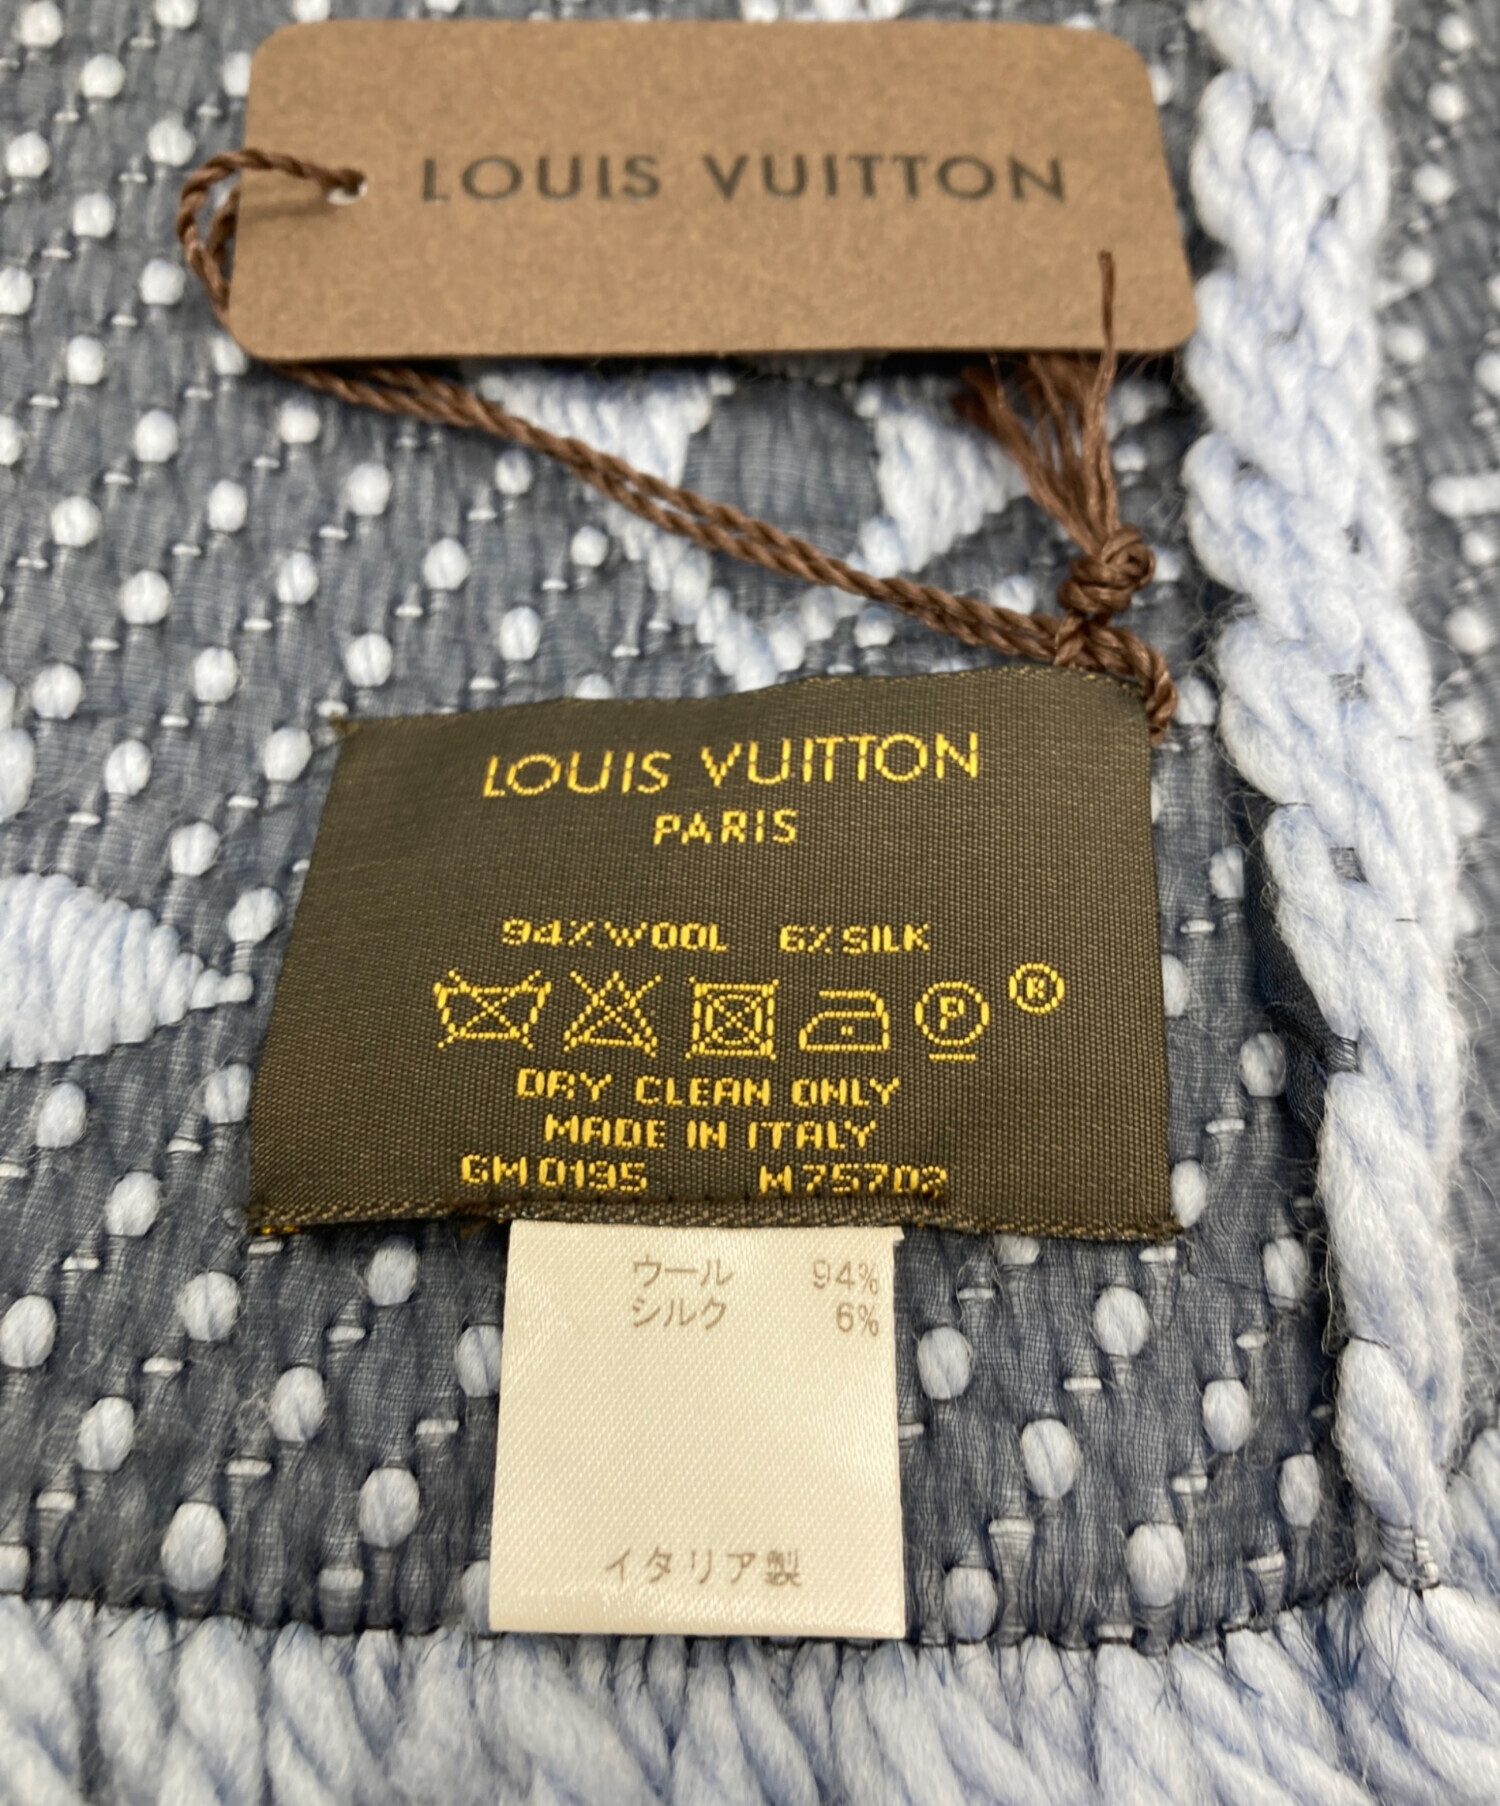 LOUIS VUITTON
LOUIS VUITTON
PARIS
94% WOOL 6% SILK
P ®
DRY CLEAN ONLY
MADE IN ITALY
GM0195 M75702
ウール 94%
シルク 6%
イタリア製